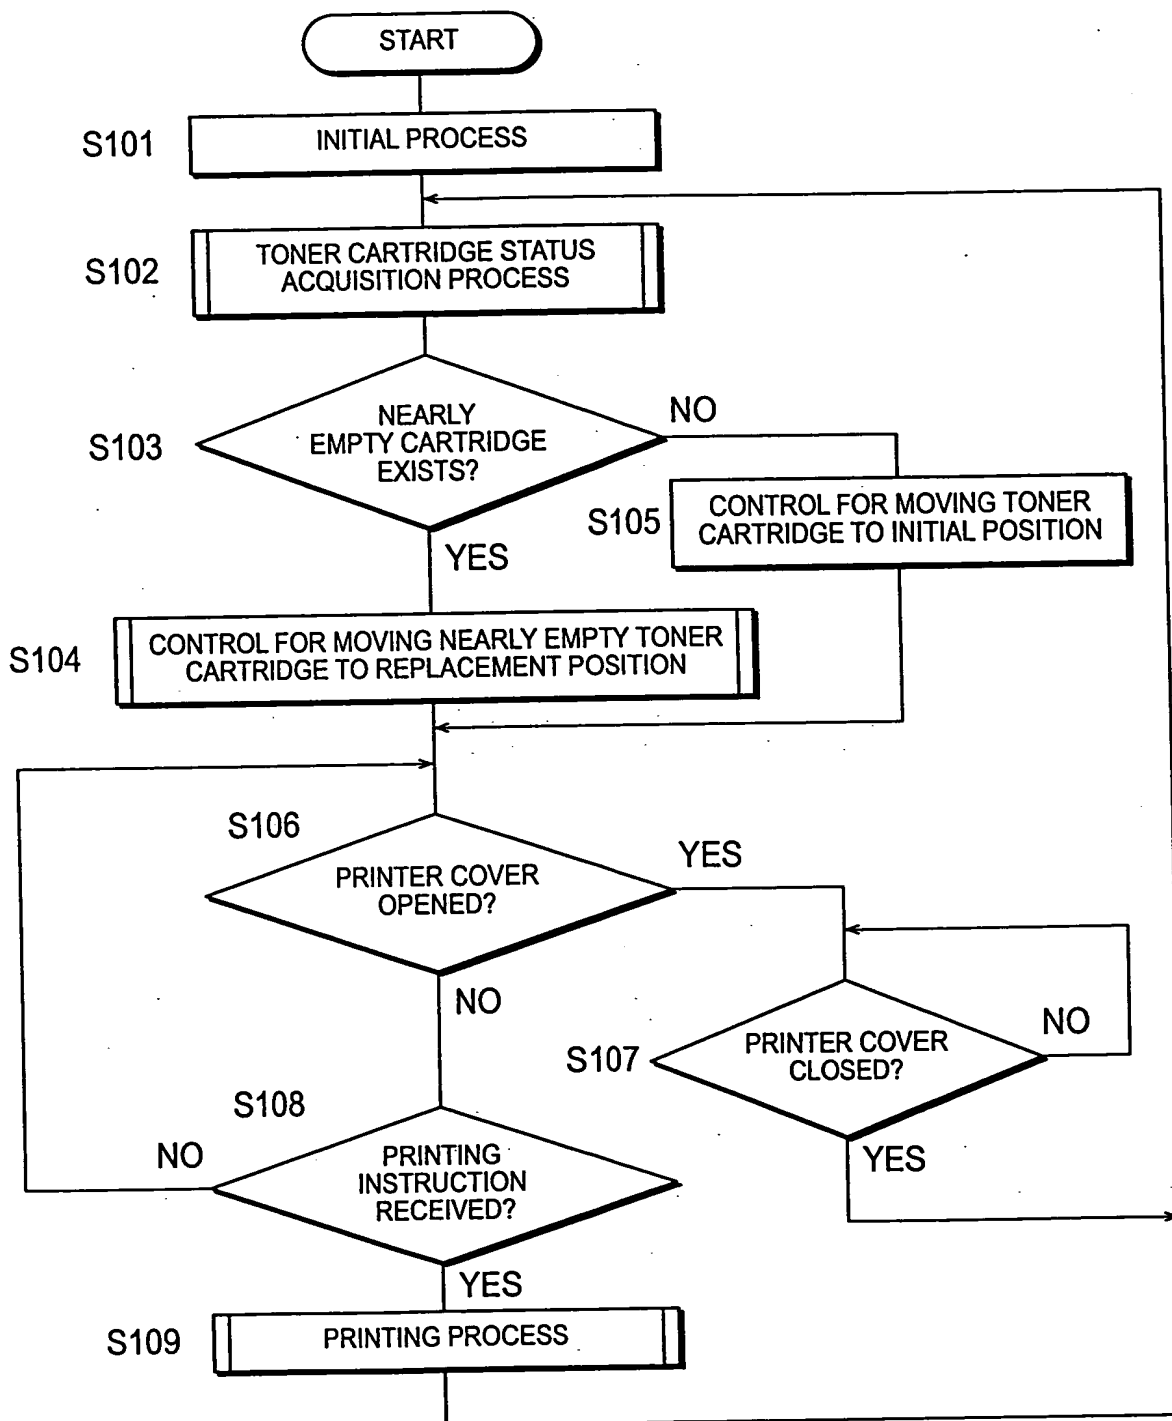 START
S101
INITIAL PROCESS
S102
TONER CARTRIDGE STATUS
ACQUISITION PROCESS
S103
NEARLY
EMPTY CARTRIDGE
EXISTS?
NO
YES
S105
CONTROL FOR MOVING TONER
CARTRIDGE TO INITIAL POSITION
S104
CONTROL FOR MOVING NEARLY EMPTY TONER
CARTRIDGE TO REPLACEMENT POSITION
S106
PRINTER COVER
OPENED?
YES
NO
S107
PRINTER COVER
CLOSED?
NO
YES
S108
PRINTING
INSTRUCTION
RECEIVED?
NO
YES
S109
PRINTING PROCESS